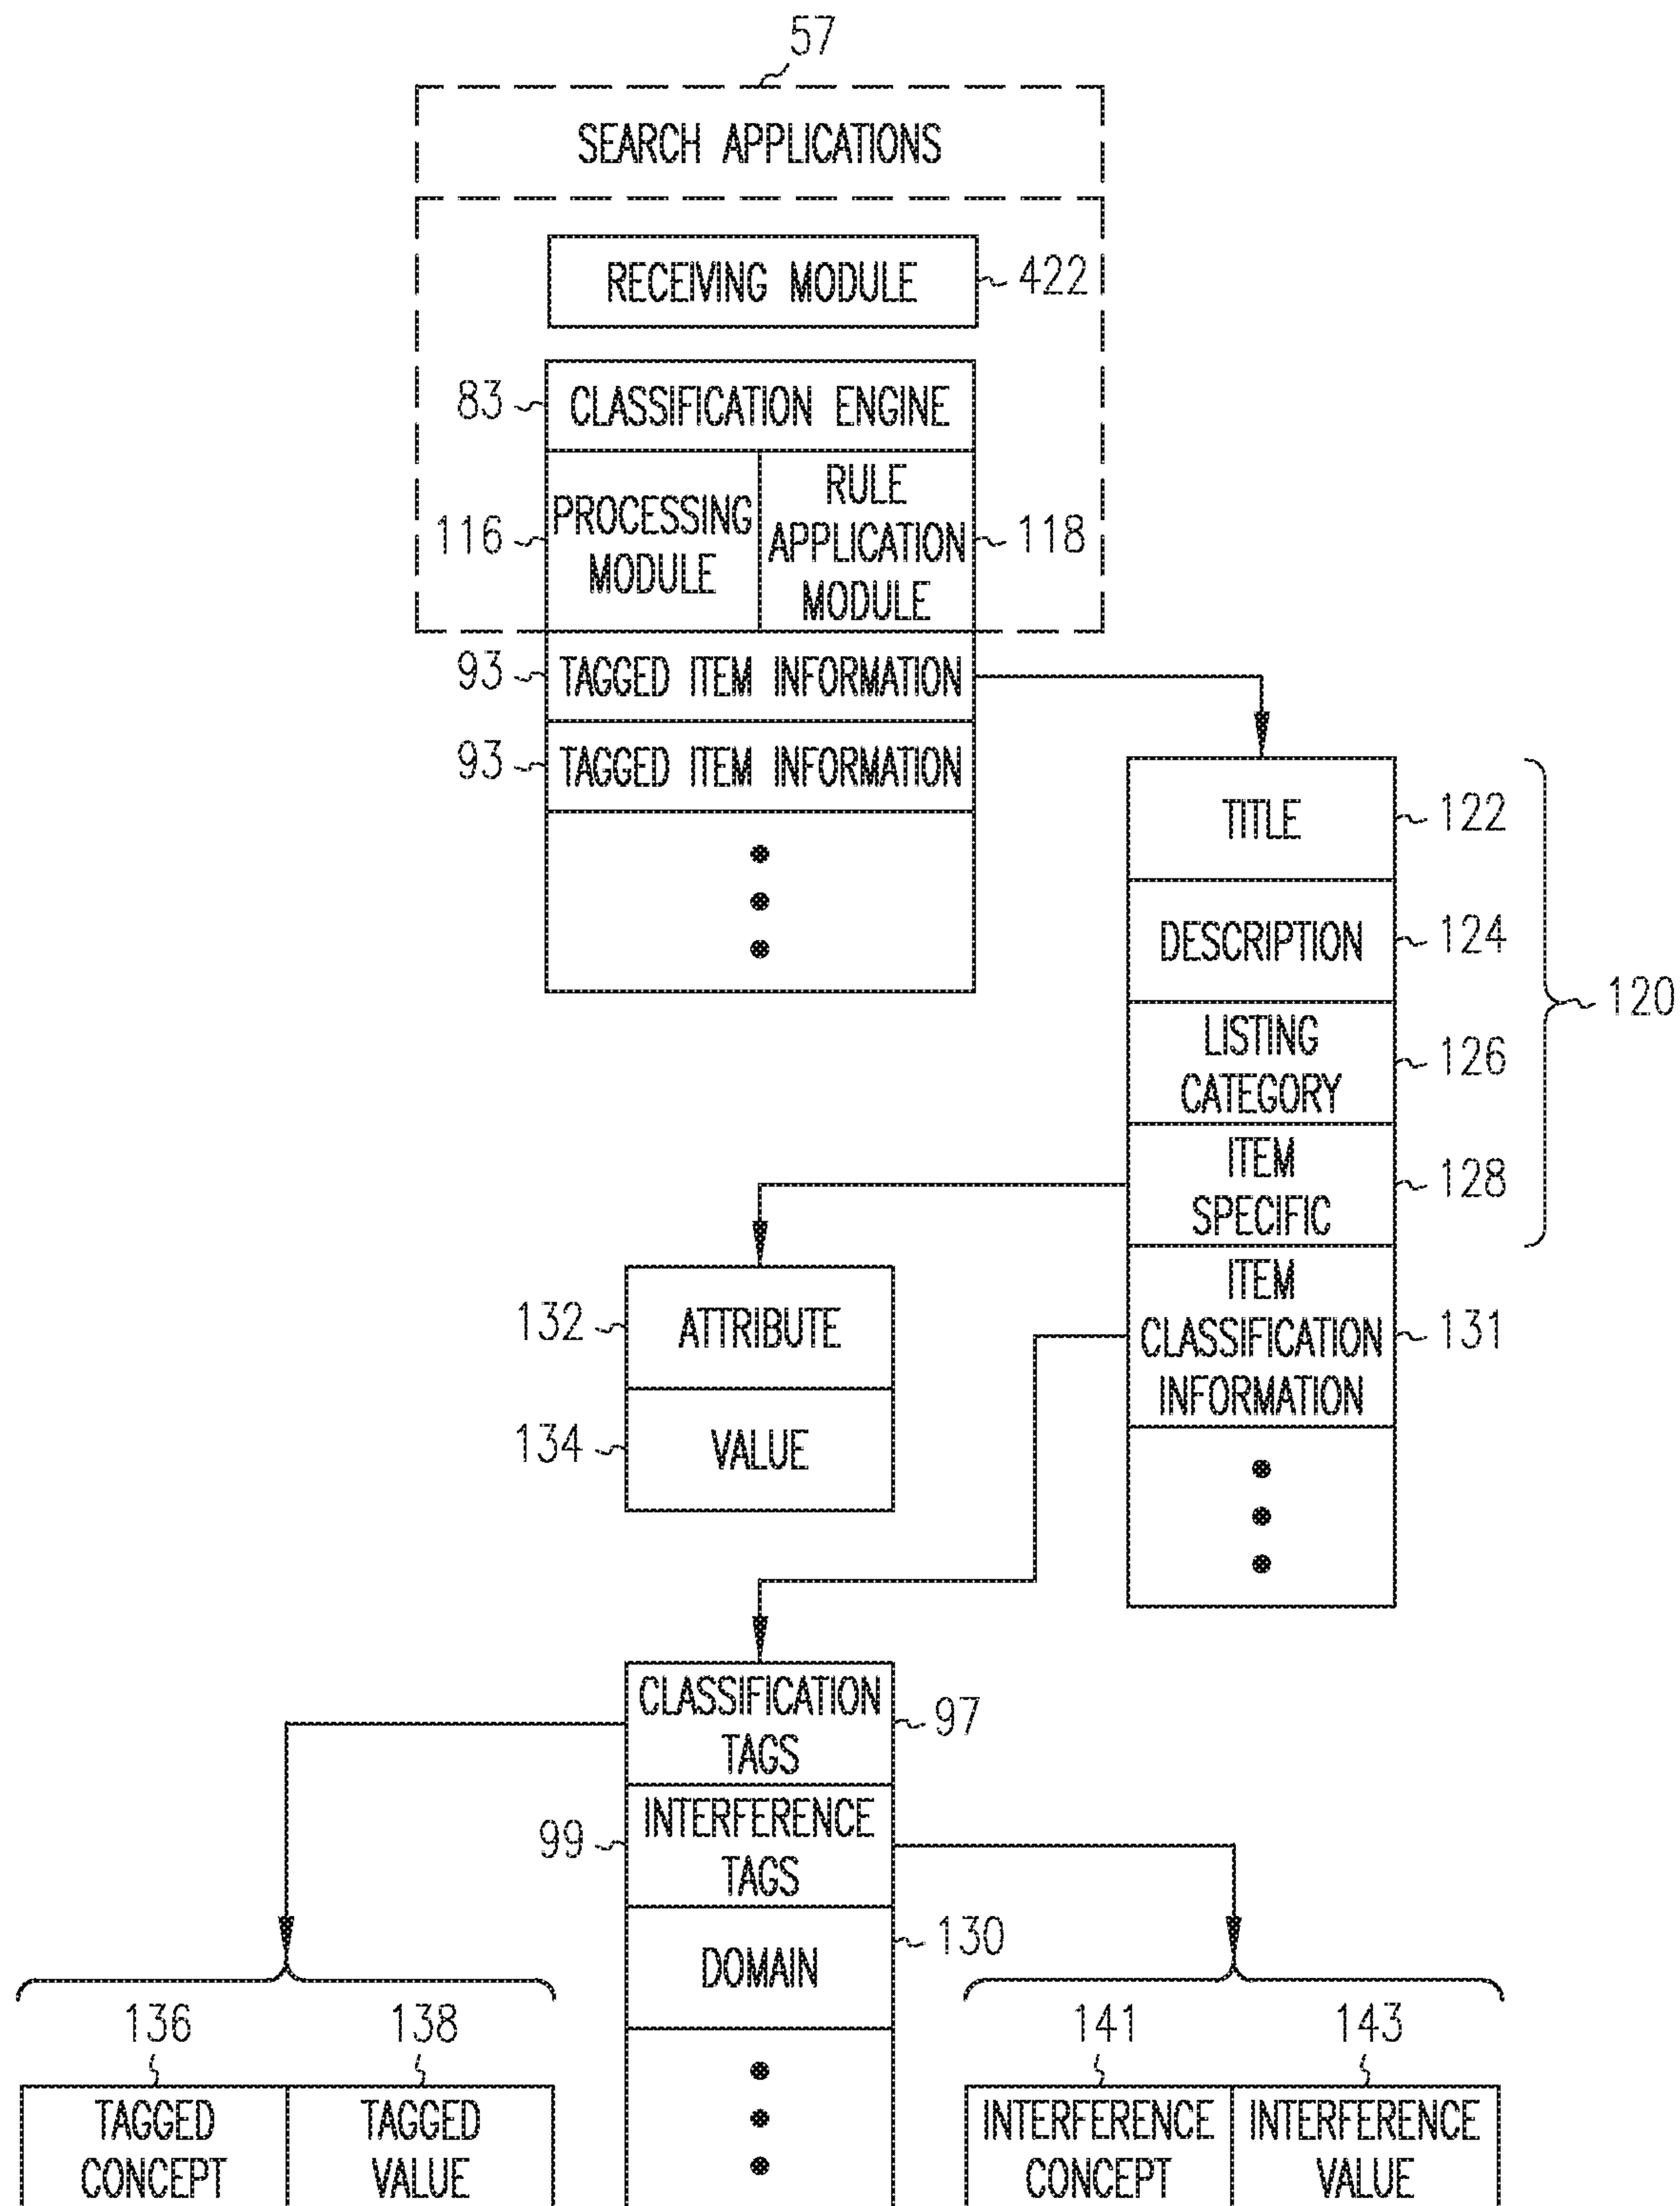 57
SEARCH APPLICATIONS
RECEIVING MODULE
422
83
CLASSIFICATION ENGINE
116
PROCESSING
MODULE
RULE
APPLICATION
MODULE
118
93
TAGGED ITEM INFORMATION
93
TAGGED ITEM INFORMATION
TITLE
122
DESCRIPTION
124
120
LISTING
CATEGORY
126
ITEM
SPECIFIC
128
132
ATTRIBUTE
ITEM
CLASSIFICATION
INFORMATION
131
134
VALUE
CLASSIFICATION
TAGS
97
99
INTERFERENCE
TAGS
DOMAIN
130
136
138
141
143
TAGGED
CONCEPT
TAGGED
VALUE
INTERFERENCE
CONCEPT
INTERFERENCE
VALUE